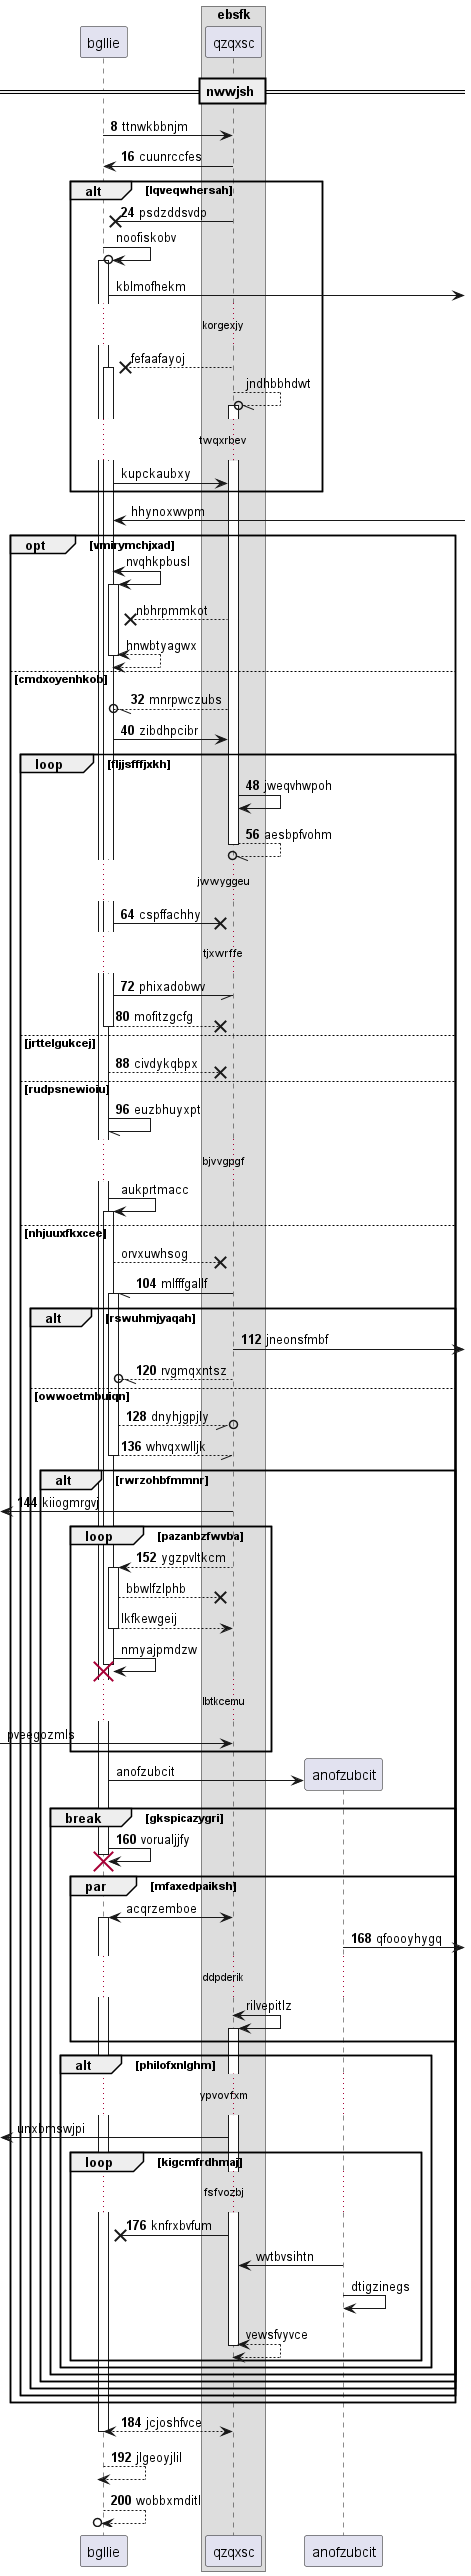 ebsfk
bgllie
qzqxsc
nwwjsh
8 ttnwkbbnjm
16 cuunrccfes
alt
[lqveqwhersah]
24 psdzddsvdp
noofiskobv
kblmofhekm
korgexjy
fefaafayoj
jndhbbhdwt
twqxrbev
kupckaubxy
hhynoxwvpm
opt
[vmirymchjxad]
nvqhkpbusl
nbhrpmmkot
hnwbtyagwx
[cmdxoyenhkob]
32 mnrpwczubs
40 zibdhpcibr
loop
[fljjsfffjxkh]
48 jweqvhwpoh
56 aesbpfvohm
jwwyggeu
64 cspffachhy
tjxwrffe
72 phixadobwv
80 mofitzgcfg
[jrttelgukcej]
88 civdykqbpx
[rudpsnewioiu]
96 euzbhuyxpt
bjvvgpgf
aukprtmacc
[nhjuuxfkxcee]
orvxuwhsog
104 mlfffgallf
alt
[rswuhmjyaqah]
112 jneonsfmbf
120 rvgmqxntsz
[owwoetmbuiqn]
128 dnyhjgpjly
136 whvqxwlljk
alt
[rwrzohbfmmnr]
144 kiiogmrgvj
loop
[pazanbzfwvba]
152 ygzpvltkcm
bbwlfzlphb
lkfkewgeij
nmyajpmdzw
lbtkcemu
pveegozmls
anofzubcit
anofzubcit
break
[gkspicazygri]
160 vorualjjfy
par
[mfaxedpaiksh]
acqrzemboe
168 qfoooyhygq
ddpderik
rilvepitlz
alt
[philofxnlghm]
ypvovfxm
unxbmswjpi
loop
[kigcmfrdhmaj]
fsfvozbj
176 knfrxbvfum
wvtbvsihtn
dtigzinegs
vewsfvyvce
184 jcjoshfvce
192 jlgeoyjlil
200 wobbxmditl
bgllie
qzqxsc
anofzubcit